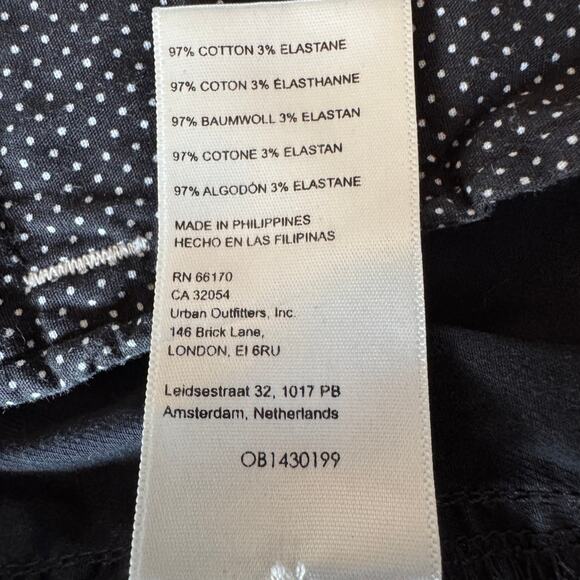 97% COTTON 3% ELASTANE
97% COTON 3% ÉLASTHANNE
97% BAUMWOLL 3% ELASTAN
97% COTONE 3% ELASTAN
97% ALGODÓN 3% ELASTANE
MADE IN PHILIPPINES
HECHO EN LAS FILIPINAS
RN 66170
CA 32054
Urban Outfitters, Inc.
146 Brick Lane,
LONDON, EI 6RU
Leidsestraat 32, 1017 PB
Amsterdam, Netherlands
OB1430199